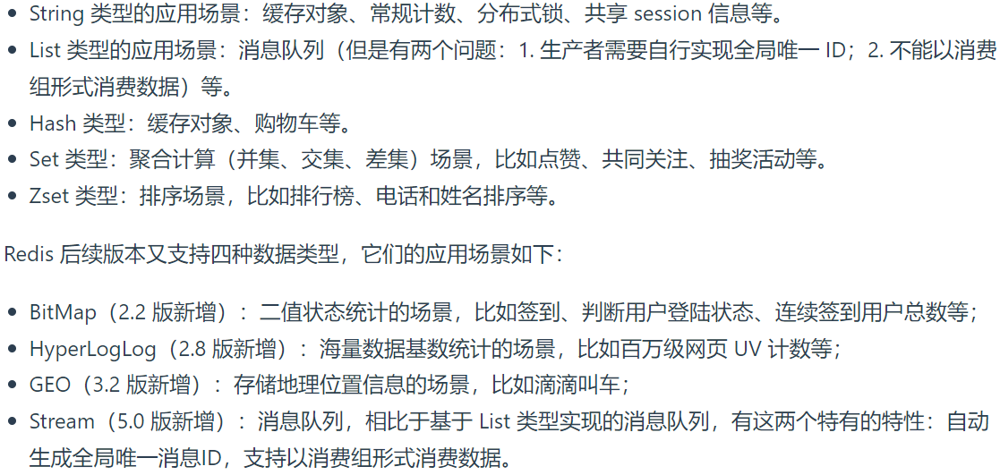 • String 类型的应用场景：缓存对象、常规计数、分布式锁、共享 session 信息等。
• List 类型的应用场景：消息队列（但是有两个问题：1. 生产者需要自行实现全局唯一 ID；2. 不能以消费
组形式消费数据）等。
• Hash 类型：缓存对象、购物车等。
• Set 类型：聚合计算（并集、交集、差集）场景，比如点赞、共同关注、抽奖活动等。
• Zset 类型：排序场景，比如排行榜、电话和姓名排序等。
Redis 后续版本又支持四种数据类型，它们的应用场景如下：
• BitMap（2.2 版新增）：二值状态统计的场景，比如签到、判断用户登陆状态、连续签到用户总数等；
• HyperLogLog（2.8 版新增）：海量数据基数统计的场景，比如百万级网页 UV 计数等；
• GEO（3.2 版新增）：存储地理位置信息的场景，比如滴滴叫车；
• Stream（5.0 版新增）：消息队列，相比于基于 List 类型实现的消息队列，有这两个特有的特性：自动
生成全局唯一消息ID，支持以消费组形式消费数据。